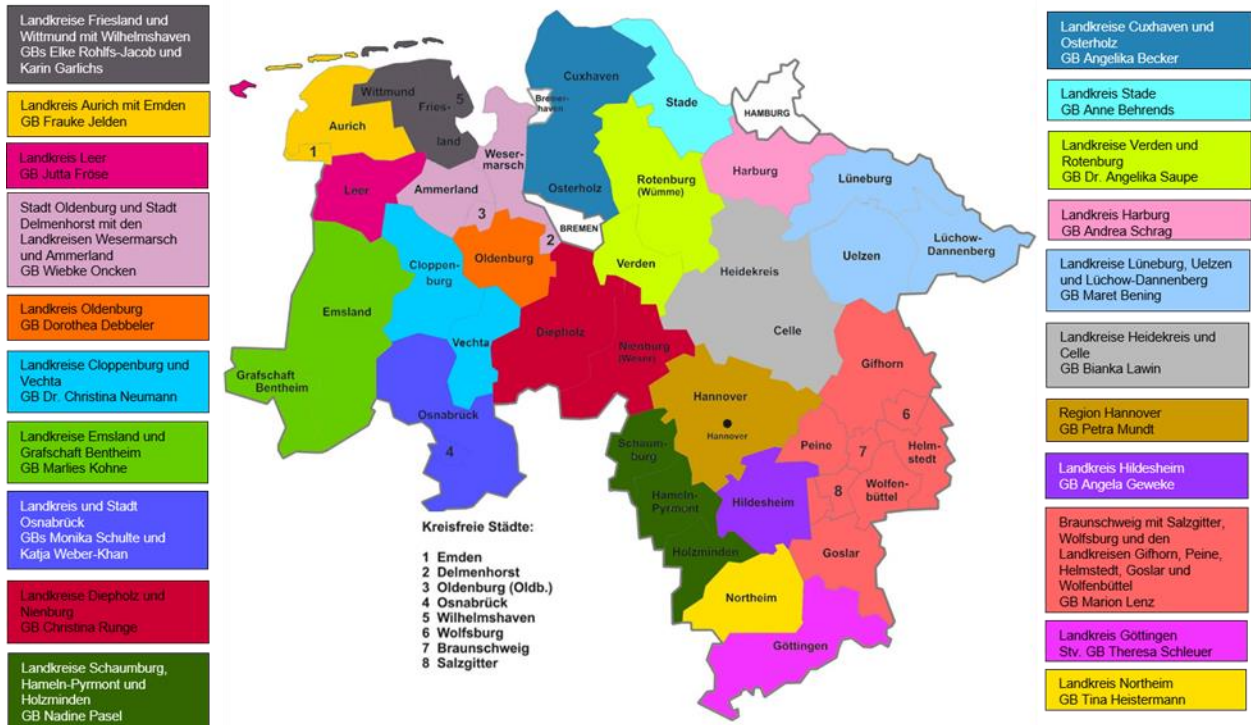 Landkreise Friesland und
Wittmund mit Wilhelmshaven
GBs Elke Rohlfs-Jacob und
Karin Garlichs
Landkreis Aurich mit Emden
GB Frauke Jelden
Landkreis Leer
GB Jutta Fröse
Stadt Oldenburg und Stadt
Delmenhorst mit den
Landkreisen Wesermarsch
und Ammerland
GB Wiebke Oncken
Landkreis Oldenburg
GB Dorothea Debbeler
Landkreise Cloppenburg und
Vechta
GB Dr. Christina Neumann
Landkreise Emsland und
Grafschaft Bentheim
GB Marlies Kohne
Landkreis und Stadt
Osnabrück
GBs Monika Schulte und
Katja Weber-Khan
Landkreise Diepholz und
Nienburg
GB Christina Runge
Landkreise Schaumburg,
Hameln-Pyrmont und
Holzminden
GB Nadine Pasel
Cuxhaven
Wittmund
Fries-
land
5
Bremer-
haven
Stade
HAMBURG
Aurich
1
Weser-
marsch
Leer
Ammerland
3
Osterholz
Rotenburg
(Wümme)
Harburg
Lüneburg
BREMEN
2
Oldenburg
Cloppen-
burg
Verden
Heidekreis
Uelzen
Lüchow-
Dannenberg
Emsland
Vechta
Diepholz
Nienburg
(Weser)
Celle
Gifhorn
Grafschaft
Bentheim
Osnabrück
4
Hannover
Hannover
6
Schaum-
burg
Peine
7
Helm-
stedt
8
Wolfen-
büttel
Hameln-
Pyrmont
Hildesheim
Holzminden
Goslar
Northeim
Göttingen
Kreisfreie Städte:
1 Emden
2 Delmenhorst
3 Oldenburg (Oldb.)
4 Osnabrück
5 Wilhelmshaven
6 Wolfsburg
7 Braunschweig
8 Salzgitter
Landkreise Cuxhaven und
Osterholz
GB Angelika Becker
Landkreis Stade
GB Anne Behrends
Landkreise Verden und
Rotenburg
GB Dr. Angelika Saupe
Landkreis Harburg
GB Andrea Schrag
Landkreise Lüneburg, Uelzen
und Lüchow-Dannenberg
GB Maret Bening
Landkreise Heidekreis und
Celle
GB Bianka Lawin
Region Hannover
GB Petra Mundt
Landkreis Hildesheim
GB Angela Geweke
Braunschweig mit Salzgitter,
Wolfsburg und den
Landkreisen Gifhorn, Peine,
Helmstedt, Goslar und
Wolfenbüttel
GB Marion Lenz
Landkreis Göttingen
Stv. GB Theresa Schleuer
Landkreis Northeim
GB Tina Heistermann